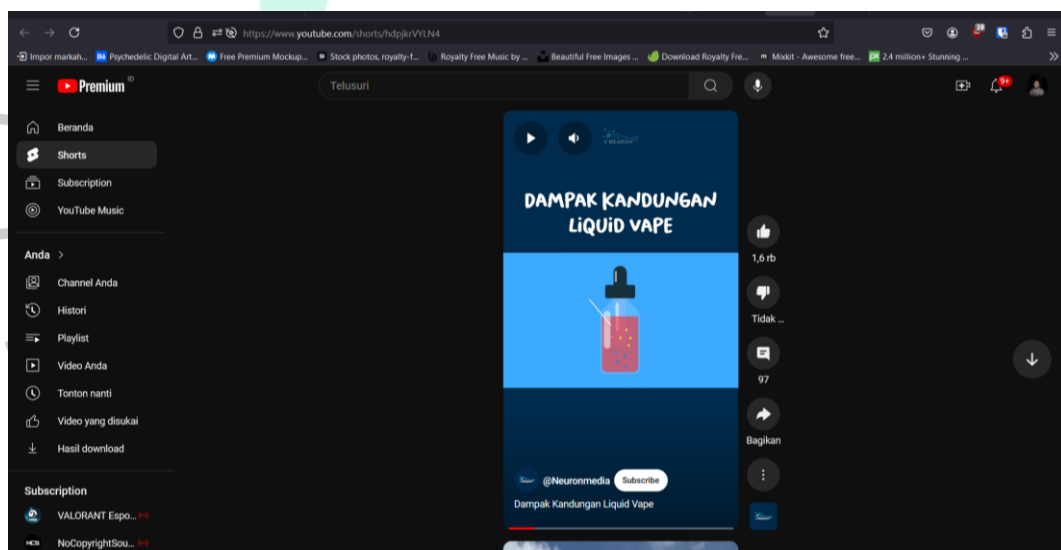 https://www.youtube.com/shorts/hdpjkrVYLN4
Impor markah...
Psychedelic Digital Art...
Free Premium Mockup...
Stock photos, royalty-f...
Royalty Free Music by ...
Beautiful Free Images ...
Download Royalty Fre...
Mixkit - Awesome free...
2.4 million+ Stunning ...
Premium ID
Telusuri
9+
Beranda
Shorts
Subscription
YouTube Music
Anda
Channel Anda
Histori
Playlist
Video Anda
Tonton nanti
Video yang disukai
Hasil download
Subscription
VALORANT Espo...
NoCopyrightSou...
DAMPAK KANDUNGAN
LIQUID VAPE
@Neuronmedia Subscribe
Dampak Kandungan Liquid Vape
1,6 rb
Tidak ...
97
Bagikan